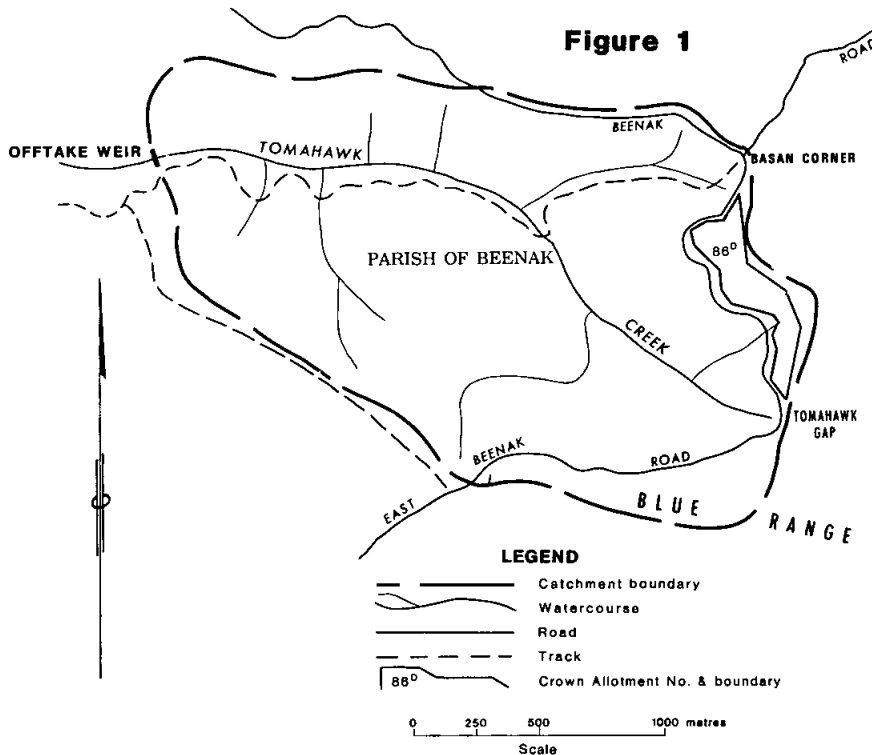 Figure 1
ROAD
BEENAK
OFFTAKE WEIR
TOMAHAWK
BASAN CORNER
86ᴰ
PARISH OF BEENAK
CREEK
TOMAHAWK
GAP
BEENAK
ROAD
EAST
BLUE
RANGE
LEGEND
Catchment boundary
Watercourse
Road
Track
86ᴰ Crown Allotment No. & boundary
0 250 500 1000 metres
Scale